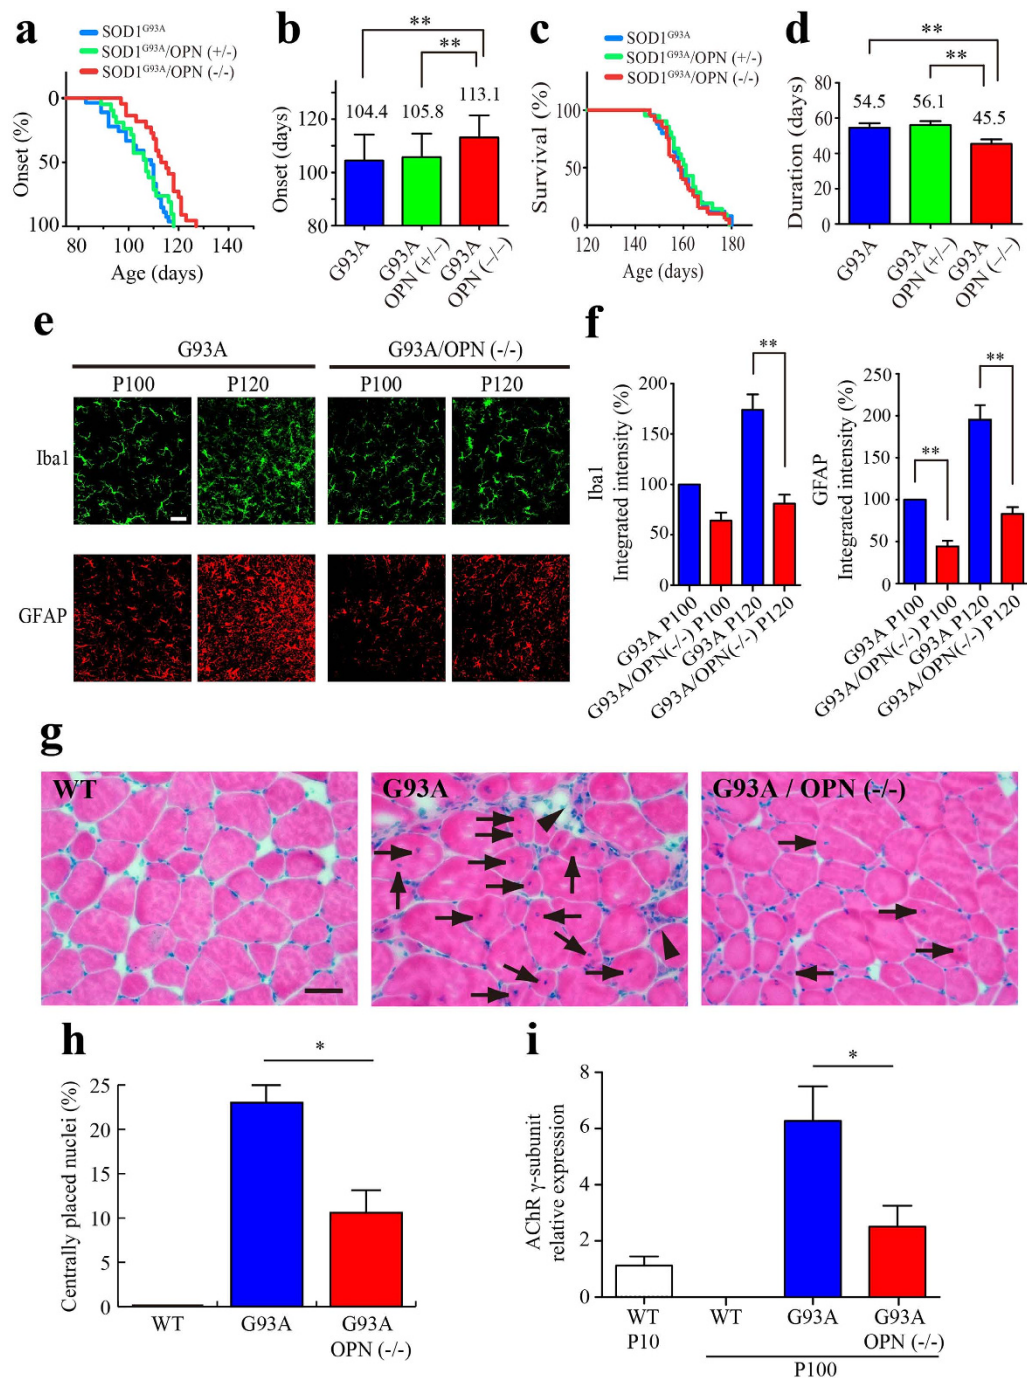 a
SOD1G93A
SOD1G93A/OPN (+/-)
SOD1G93A/OPN (-/-)
Onset (%)
0
50
100
80 100 120 140
Age (days)
b
**
**
104.4 105.8 113.1
Onset (days)
120
100
80
G93A
G93A OPN (+/-)
G93A OPN (-/-)
c
SOD1G93A
SOD1G93A/OPN (+/-)
SOD1G93A/OPN (-/-)
Survival (%)
100
50
0
120 140 160 180
Age (days)
d
**
**
54.5 56.1 45.5
Duration (days)
80
60
40
20
0
G93A
G93A OPN (+/-)
G93A OPN (-/-)
e
G93A G93A/OPN (-/-)
P100 P120 P100 P120
Iba1
GFAP
f
**
Iba1
Integrated intensity (%)
200
150
100
50
0
G93A P100
G93A/OPN(-/-) P100
G93A P120
G93A/OPN(-/-) P120
**
**
GFAP
Integrated intensity (%)
250
200
150
100
50
0
G93A P100
G93A/OPN(-/-) P100
G93A P120
G93A/OPN(-/-) P120
g
WT
G93A
G93A / OPN (-/-)
h
*
Centrally placed nuclei (%)
25
20
15
10
5
0
WT
G93A
G93A
OPN (-/-)
i
*
AChR γ-subunit
relative expression
8
6
4
2
0
WT
P10
WT
G93A
G93A
OPN (-/-)
P100